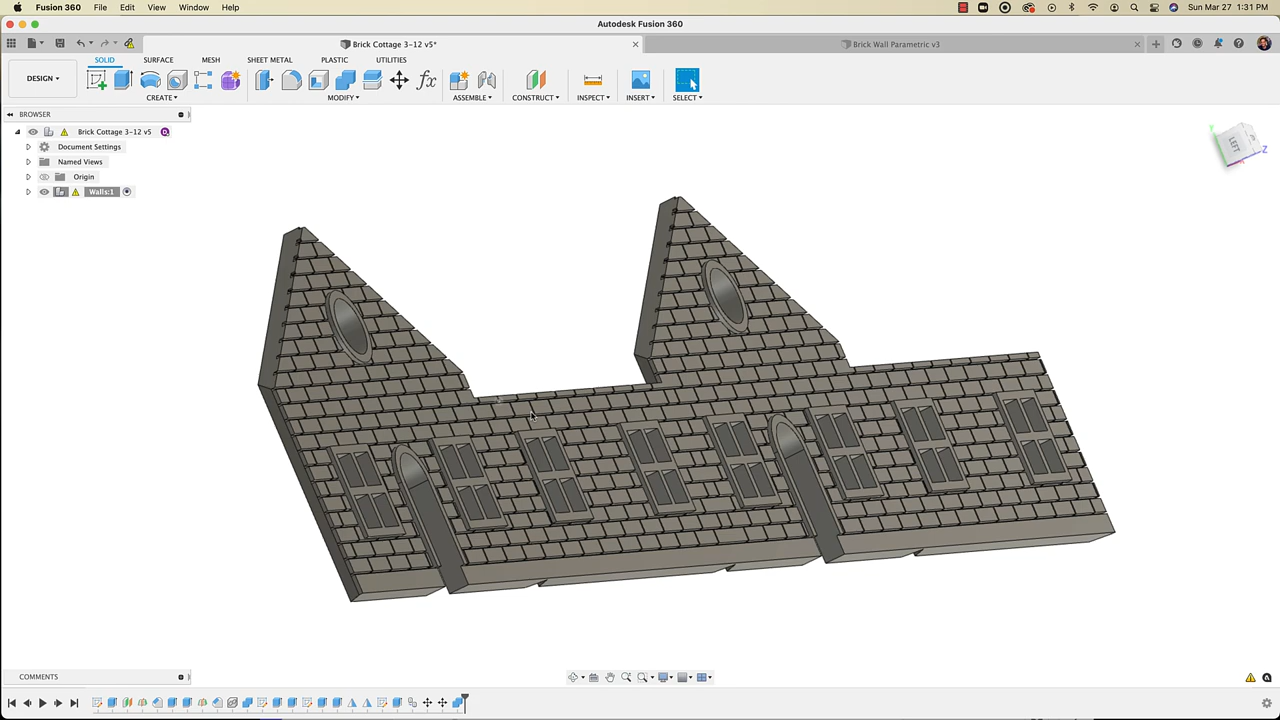 Fusion 360 File Edit View Window Help Sun Mar 27 1:31 PM
Autodesk Fusion 360
Brick Cottage 3-12 v5* Brick Wall Parametric v3
SOLID SURFACE MESH SHEET METAL PLASTIC UTILITIES
DESIGN
CREATE MODIFY ASSEMBLE CONSTRUCT INSPECT INSERT SELECT
BROWSER
Brick Cottage 3-12 v5
Document Settings
Named Views
Origin
Walls:1
LEFT
Z
COMMENTS